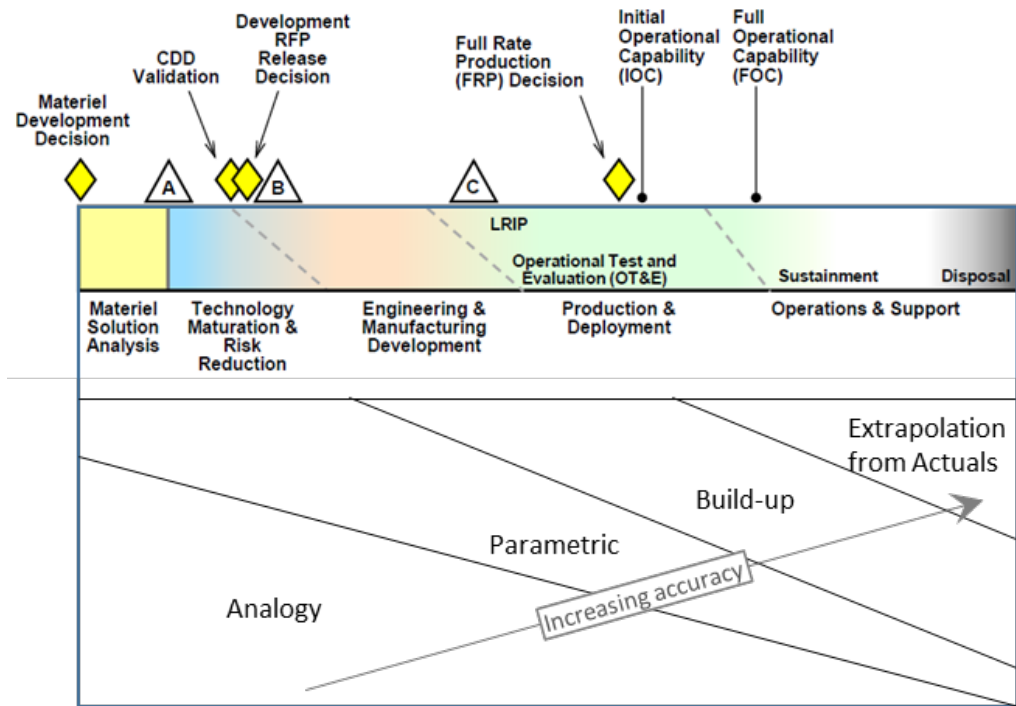 Materiel
Development
Decision
CDD
Validation
Development
RFP
Release
Decision
Full Rate
Production
(FRP) Decision
Initial
Operational
Capability
(IOC)
Full
Operational
Capability
(FOC)
A
B
C
LRIP
Operational Test and
Evaluation (OT&E)
Sustainment
Disposal
Materiel
Solution
Analysis
Technology
Maturation &
Risk
Reduction
Engineering &
Manufacturing
Development
Production &
Deployment
Operations & Support
Extrapolation
from Actuals
Build-up
Parametric
Increasing accuracy
Analogy